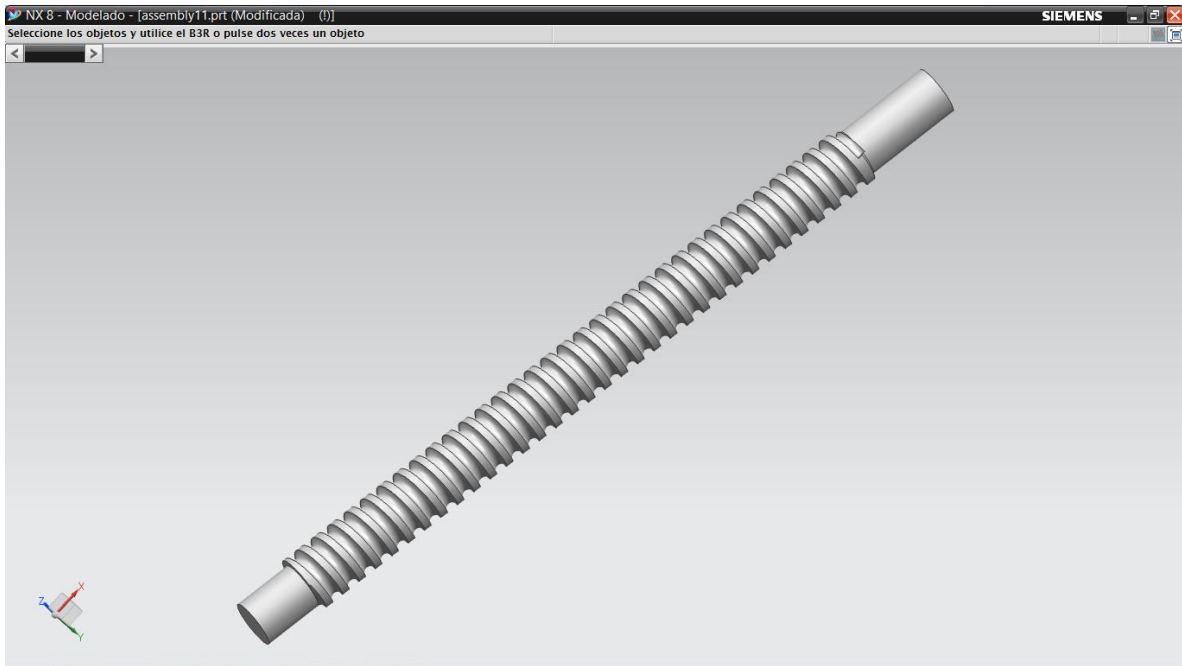 NX 8 - Modelado - [assembly11.prt (Modificada) (!)]
SIEMENS
Seleccione los objetos y utilice el B3R o pulse dos veces un objeto
X
Z
Y